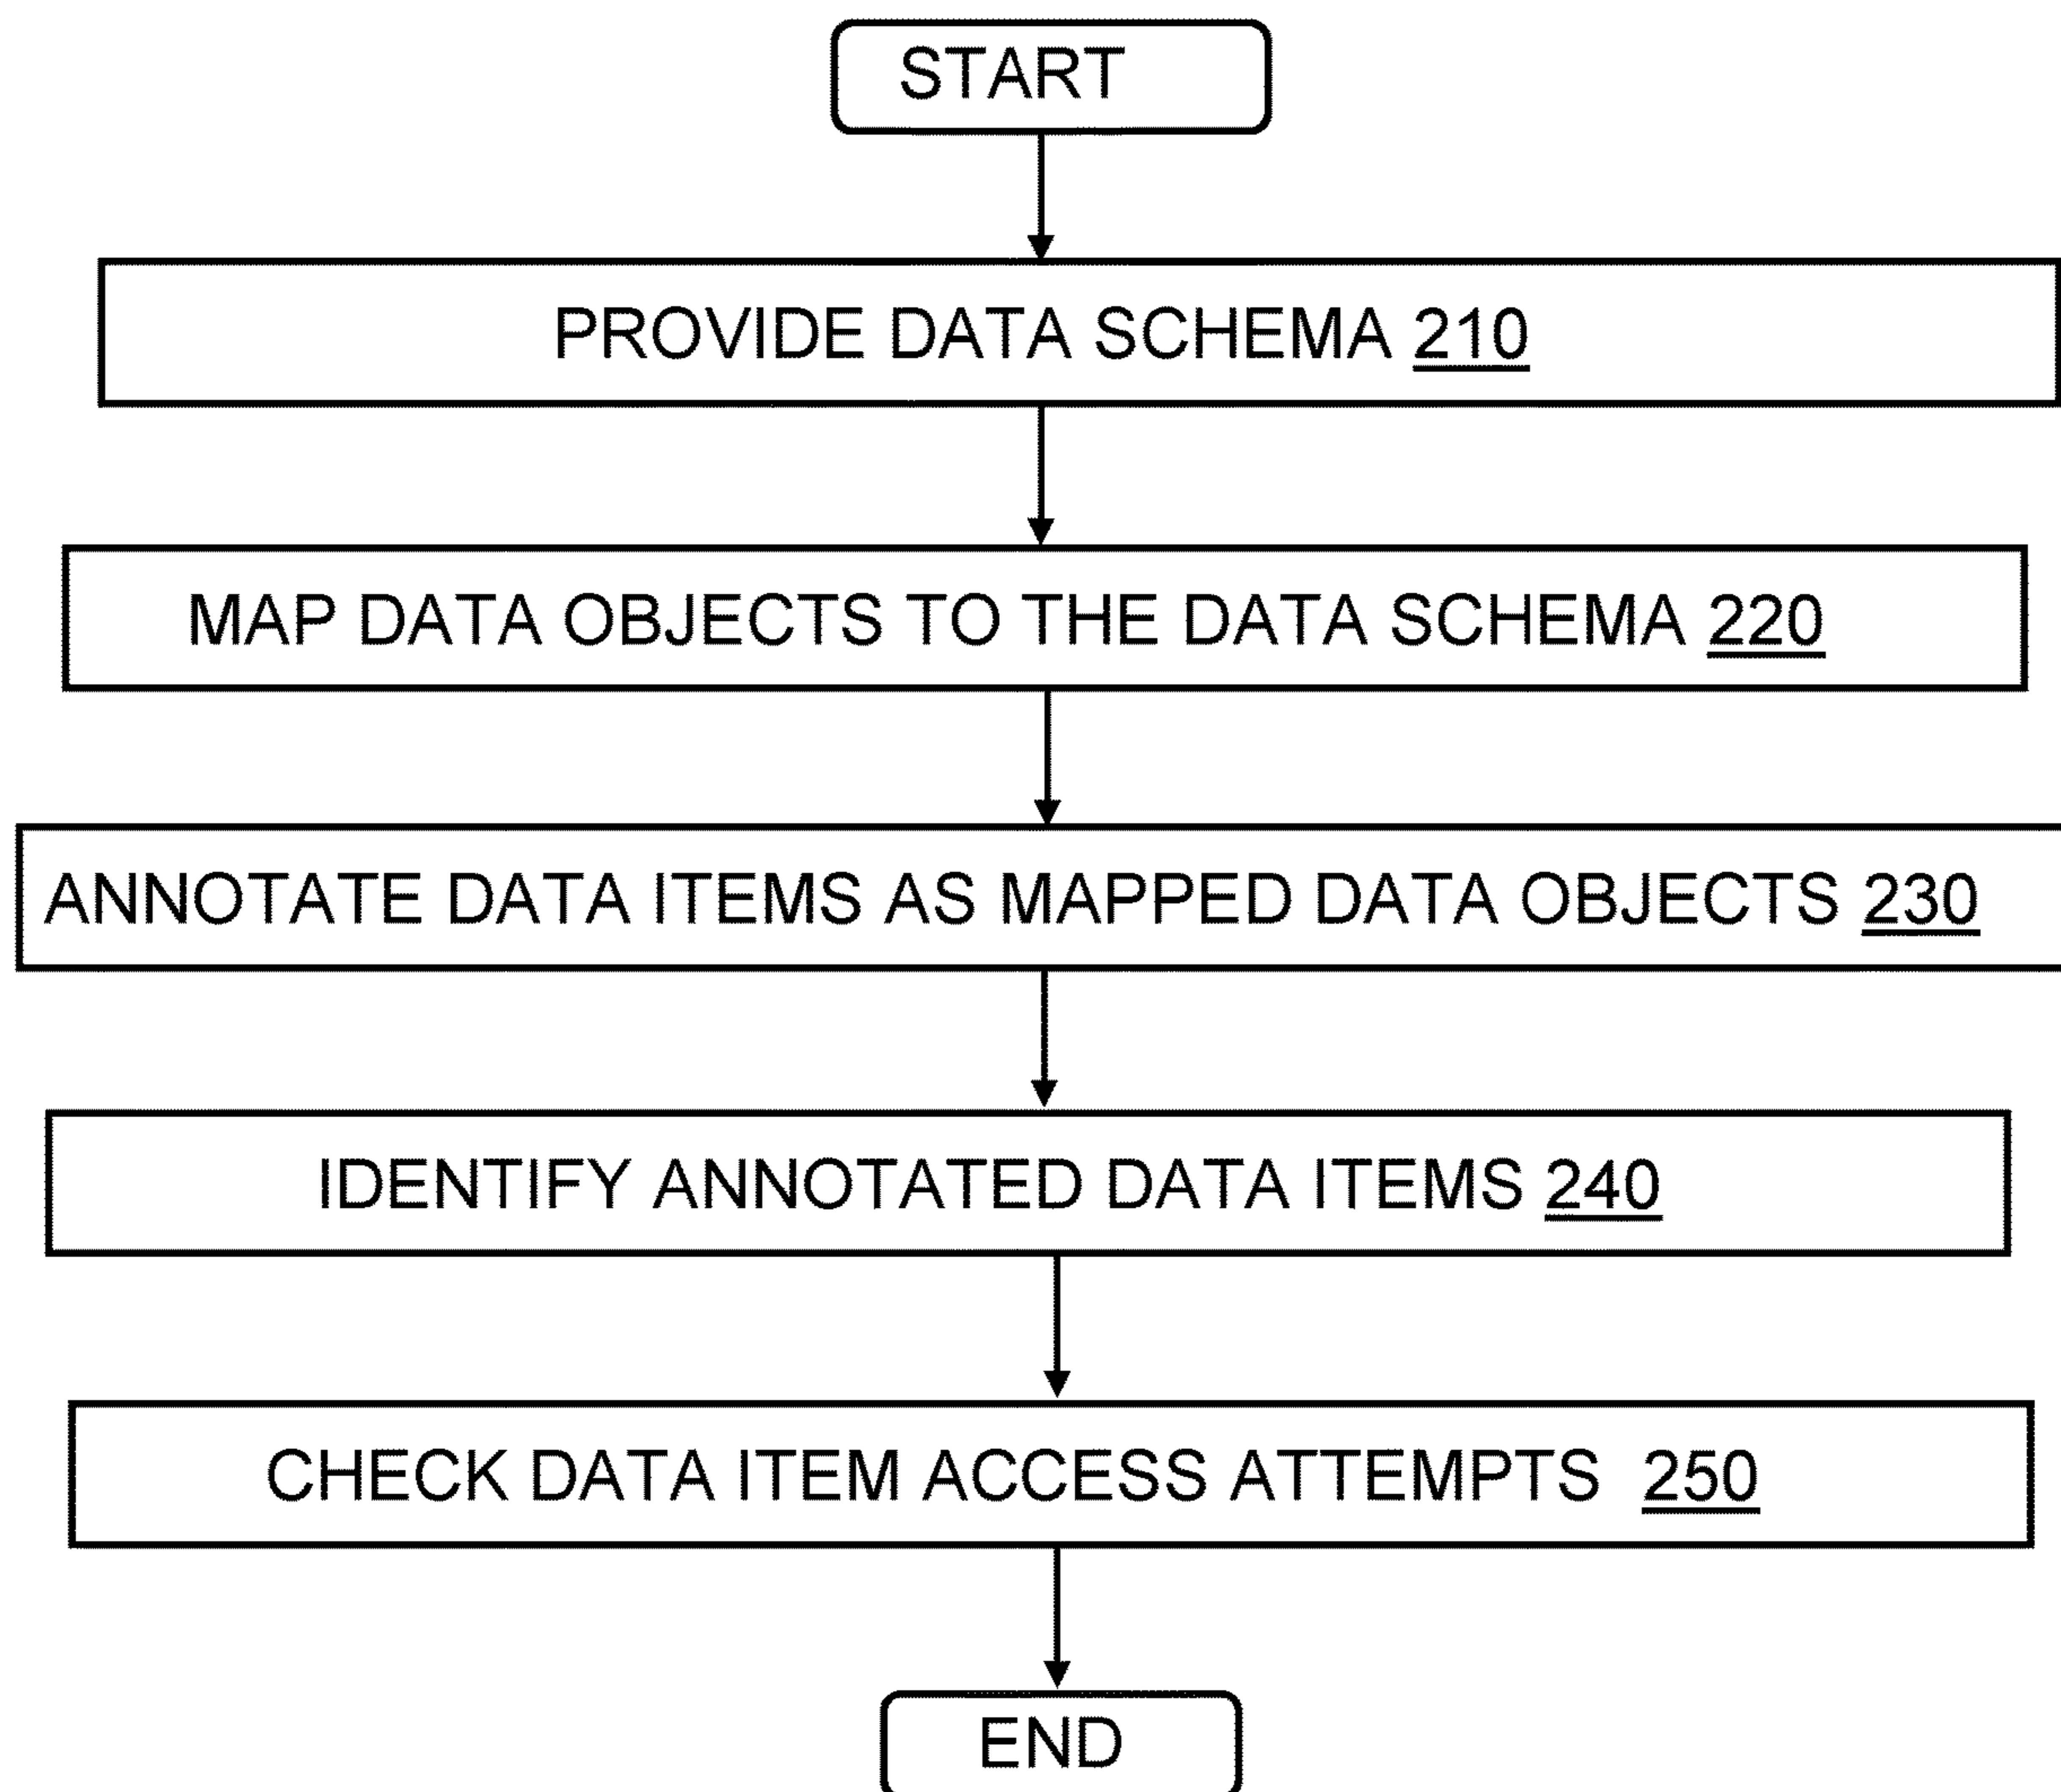 START
PROVIDE DATA SCHEMA 210
MAP DATA OBJECTS TO THE DATA SCHEMA 220
ANNOTATE DATA ITEMS AS MAPPED DATA OBJECTS 230
IDENTIFY ANNOTATED DATA ITEMS 240
CHECK DATA ITEM ACCESS ATTEMPTS 250
END